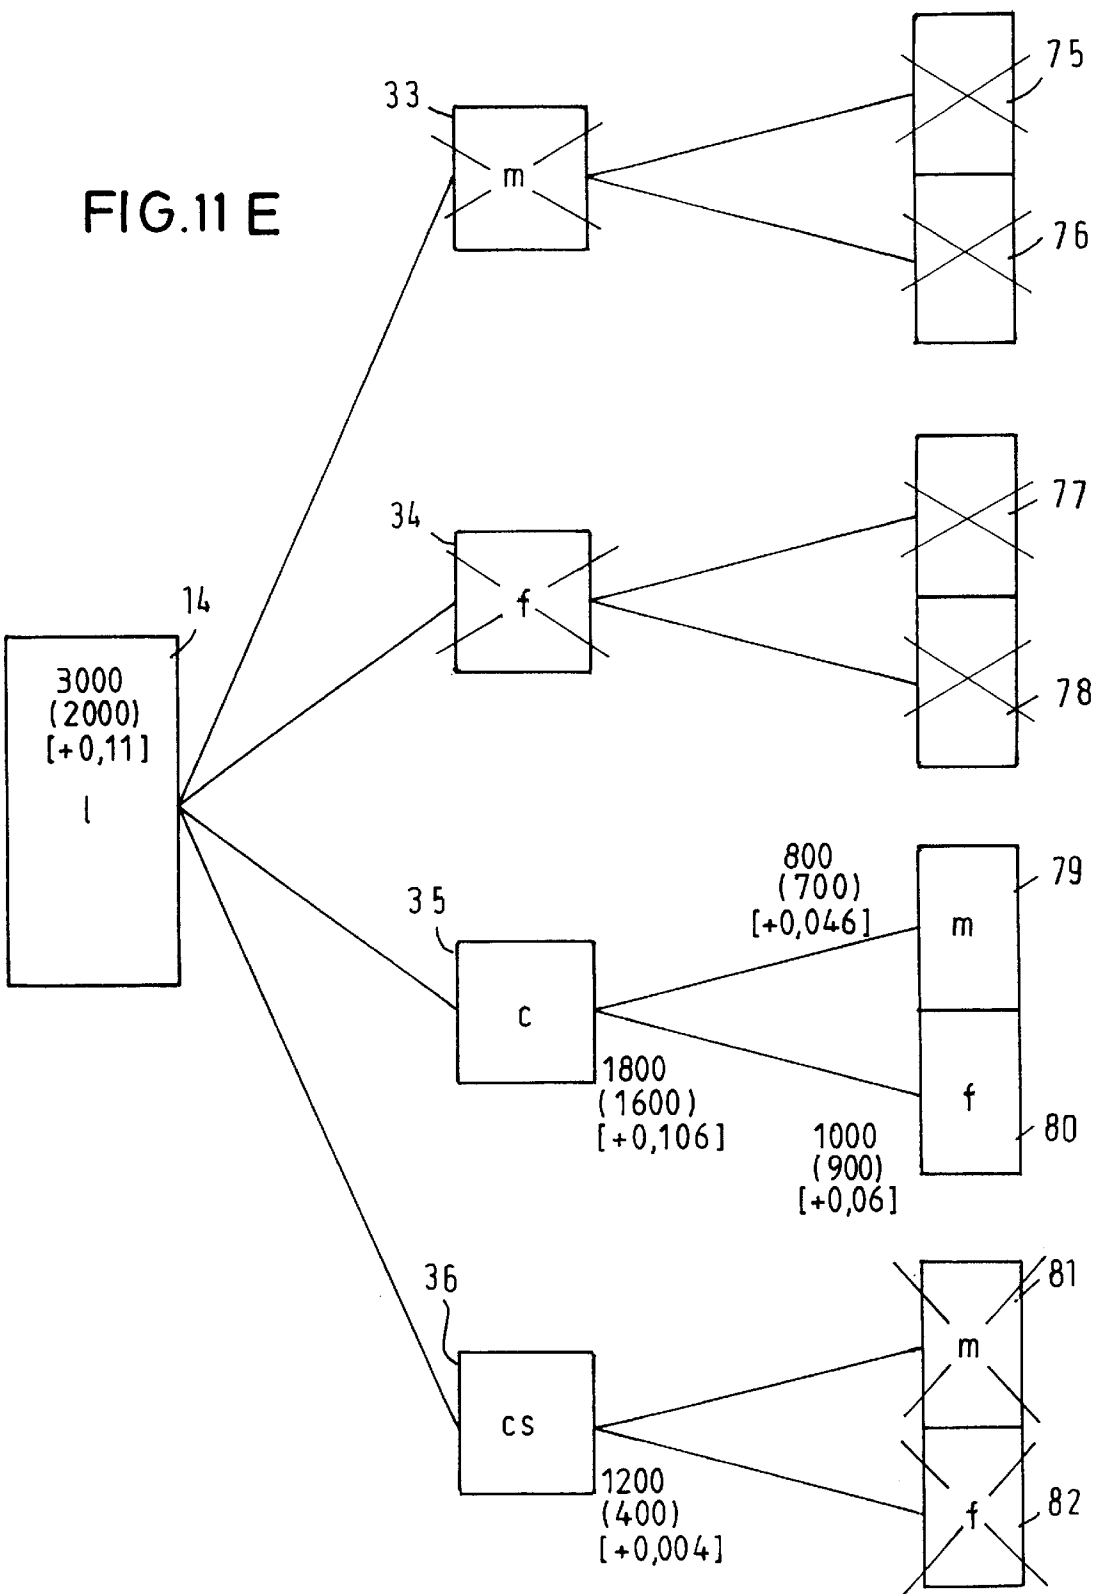 FIG.11 E
33
m
75
76
34
f
77
78
14
3000
(2000)
[+0,11]
l
35
c
1800
(1600)
[+0,106]
800
(700)
[+0,046]
m
79
1000
(900)
[+0,06]
f
80
36
cs
1200
(400)
[+0,004]
m
81
f
82